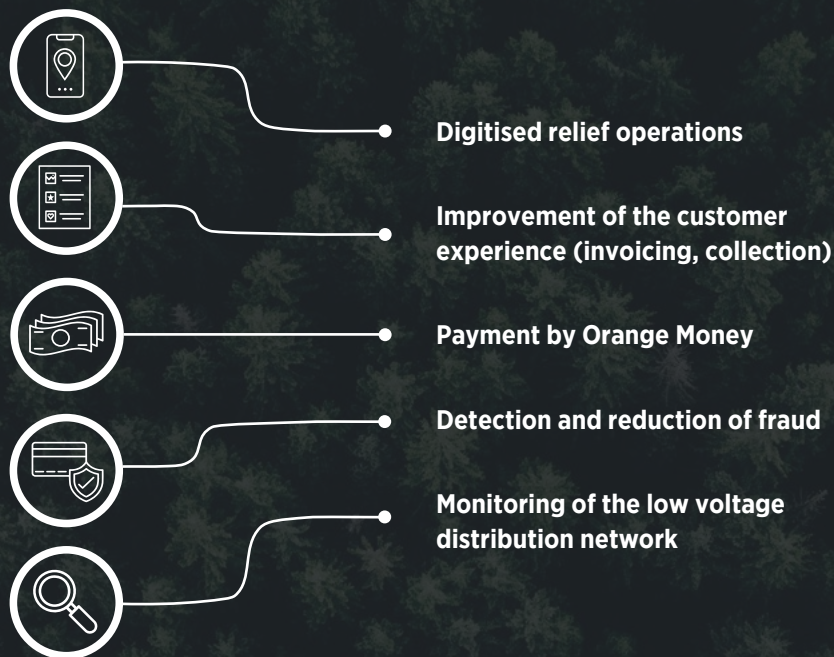 Digitised relief operations
Improvement of the customer
experience (invoicing, collection)
Payment by Orange Money
Detection and reduction of fraud
Monitoring of the low voltage
distribution network